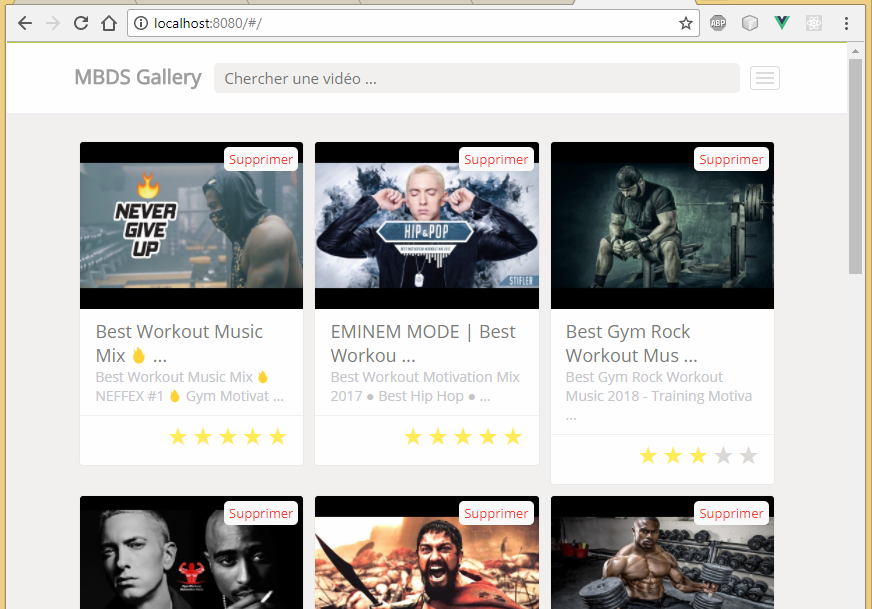 localhost:8080/#/
ABP
MBDS Gallery
Chercher une vidéo ...
Supprimer
Supprimer
Supprimer
NEVER
GIVE
UP
HIP & POP
STIFLER
Best Workout Music
Mix 🔥 ...
Best Workout Music Mix 🔥
NEFFEX #1 🔥 Gym Motivat ...
EMINEM MODE | Best
Workou ...
Best Workout Motivation Mix
2017 ● Best Hip Hop ● ...
Best Gym Rock
Workout Mus ...
Best Gym Rock Workout
Music 2018 - Training Motiva
...
Supprimer
Supprimer
Supprimer